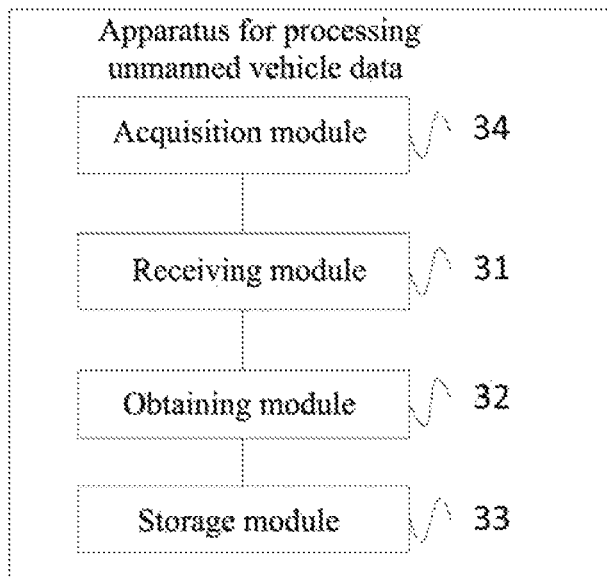 Apparatus for processing
unmanned vehicle data
Acquisition module
34
Receiving module
31
Obtaining module
32
Storage module
33